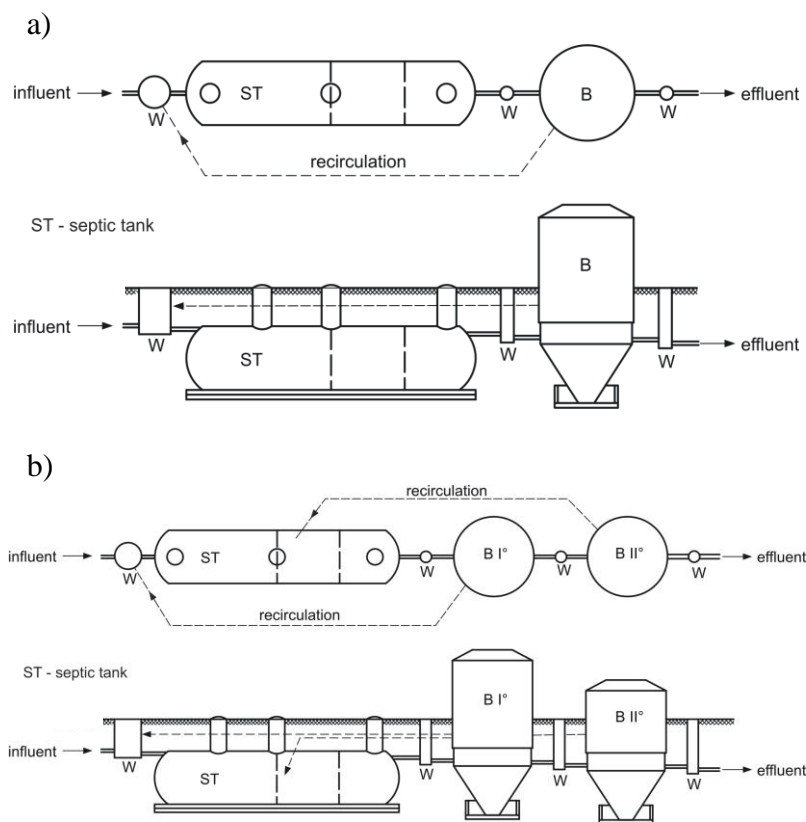 a)
influent
W
ST
W
B
W
effluent
recirculation
ST - septic tank
B
influent
W
ST
W
W
effluent
b)
recirculation
influent
W
ST
W
B I°
W
B II°
W
effluent
recirculation
ST - septic tank
B I°
B II°
influent
W
ST
W
W
W
effluent